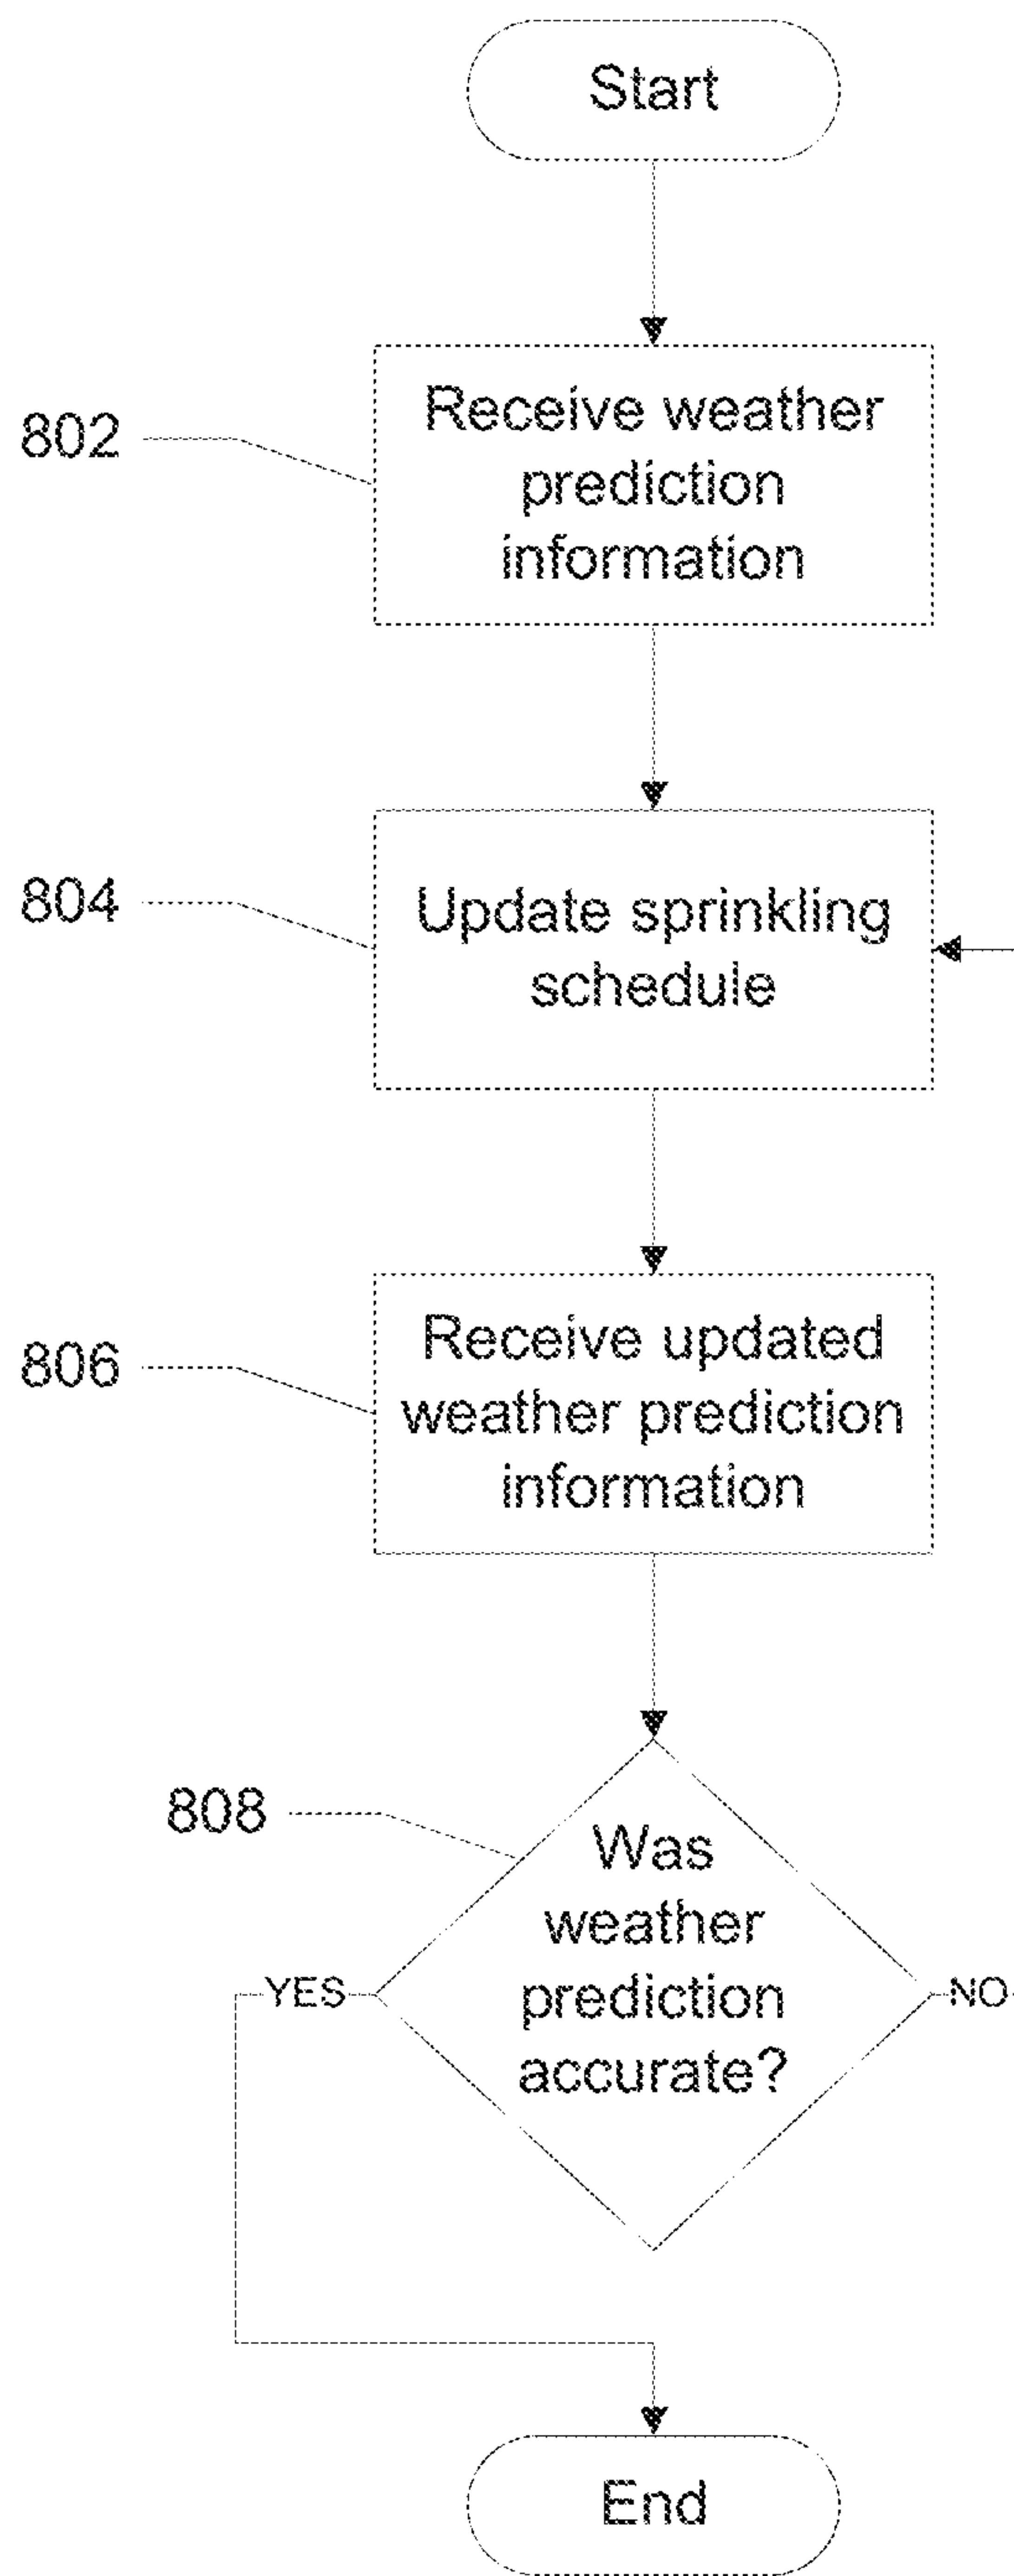 Start
802
Receive weather
prediction
information
804
Update sprinkling
schedule
806
Receive updated
weather prediction
information
808
Was
weather
prediction
accurate?
YES
NO
End